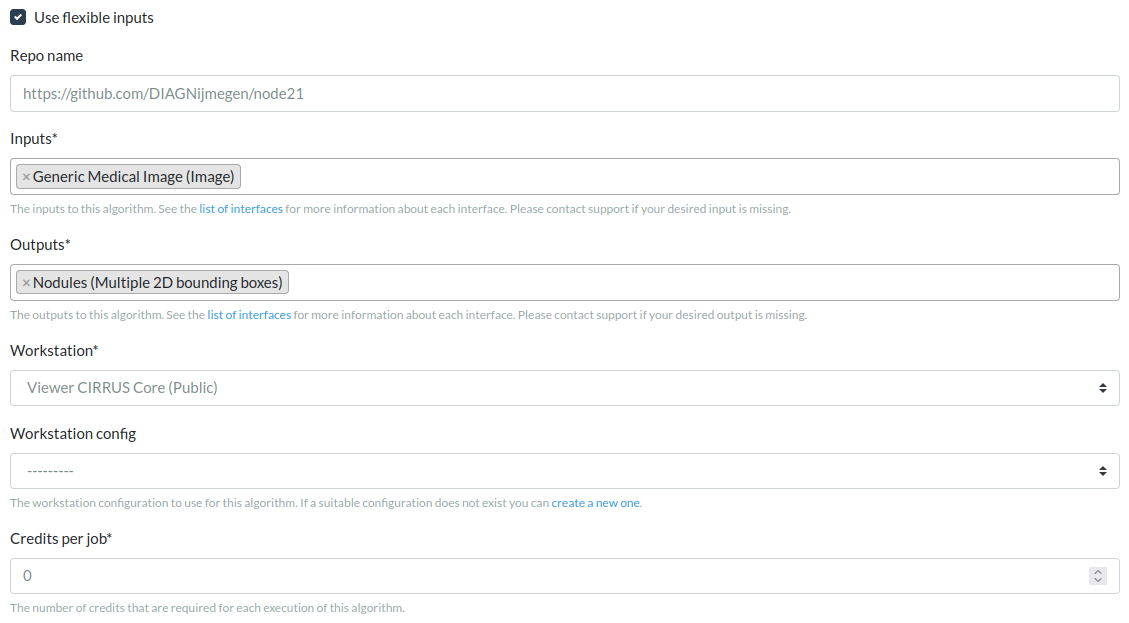 Use flexible inputs
Repo name
https://github.com/DIAGNijmegen/node21
Inputs*
×Generic Medical Image (Image)
The inputs to this algorithm. See the list of interfaces for more information about each interface. Please contact support if your desired input is missing.
Outputs*
×Nodules (Multiple 2D bounding boxes)
The outputs to this algorithm. See the list of interfaces for more information about each interface. Please contact support if your desired output is missing.
Workstation*
Viewer CIRRUS Core (Public)
Workstation config
---------
The workstation configuration to use for this algorithm. If a suitable configuration does not exist you can create a new one.
Credits per job*
0
The number of credits that are required for each execution of this algorithm.